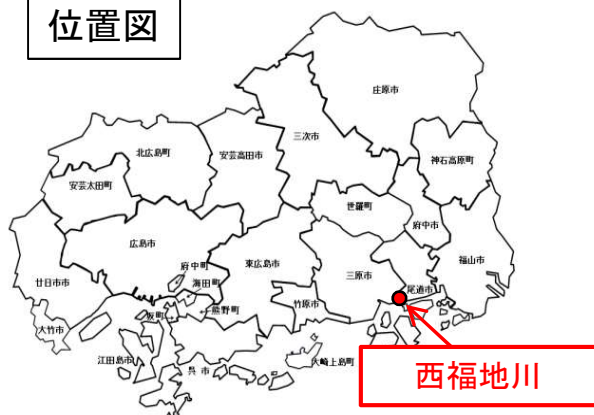 位置図
庄原市
三次市
北広島町
安芸高田市
神石高原町
安芸太田町
世羅町
府中市
広島市
東広島市
福山市
府中町
三原市
廿日市市
海田町
尾道市
竹原市
熊野町
坂町
大竹市
江田島市
大崎上島町
呉市
西福地川